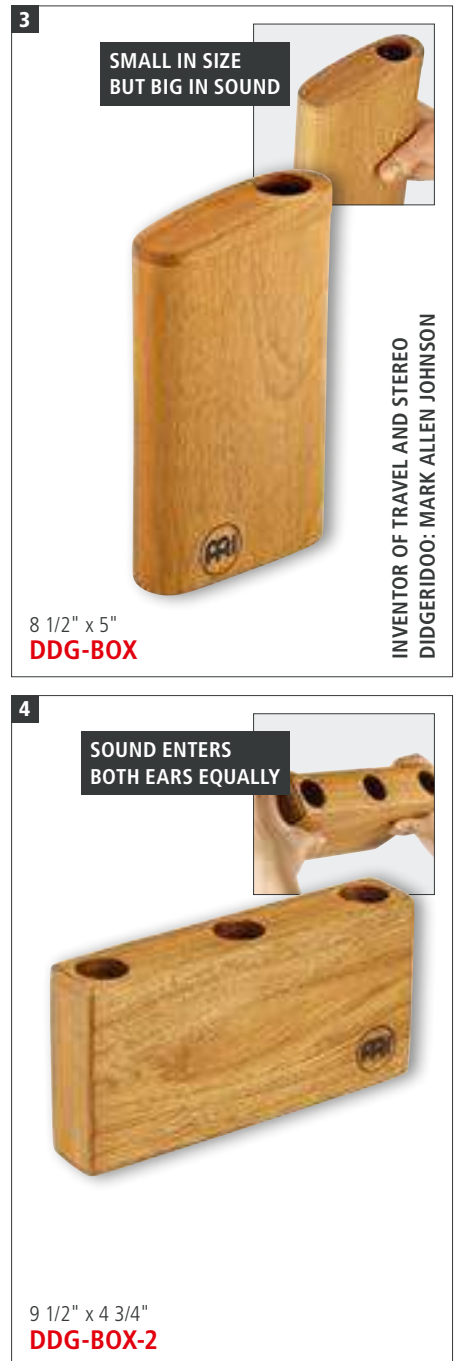 3
SMALL IN SIZE
BUT BIG IN SOUND
INVENTOR OF TRAVEL AND STEREO
DIDGERIDOO: MARK ALLEN JOHNSON
8 1/2" x 5"
DDG-BOX
4
SOUND ENTERS
BOTH EARS EQUALLY
9 1/2" x 4 3/4"
DDG-BOX-2